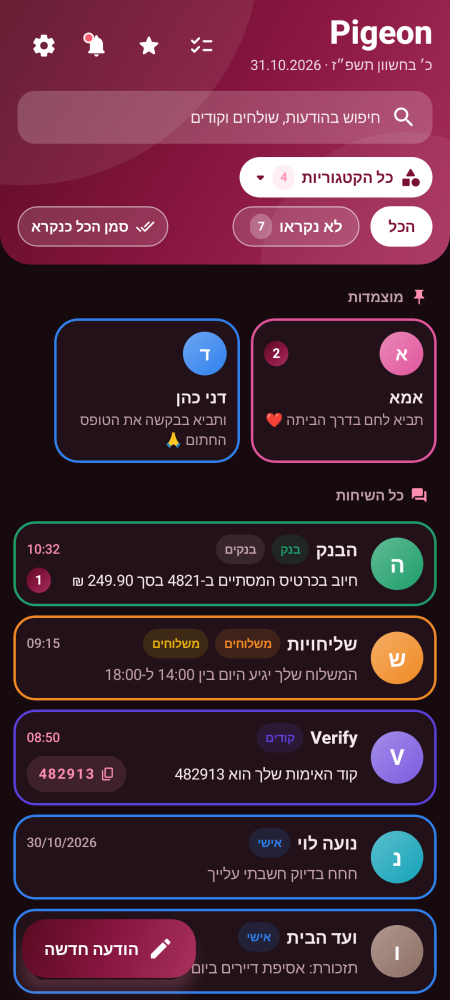 Pigeon
כ׳ בחשוון תשפ״ז · 31.10.2026
חיפוש בהודעות, שולחים וקודים
כל הקטגוריות 4
הכל
לא נקראו 7
סמן הכל כנקרא
מוצמדות
א
2
אמא
תביא לחם בדרך הביתה ❤️
ד
דני כהן
ותביא בבקשה את הטופס
החתום 🙏
כל השיחות
ה
הבנק בנק בנקים 10:32
חיוב בכרטיס המסתיים ב-4821 בסך 249.90 ₪ 1
ש
שליחויות משלוחים משלוחים 09:15
המשלוח שלך יגיע היום בין 14:00 ל-18:00
V
Verify קודים 08:50
קוד האימות שלך הוא 482913 482913
נ
נועה לוי אישי 30/10/2026
חחח בדיוק חשבתי עלייך
ו
ועד הבית אישי
תזכורת: אסיפת דיירים ביום
הודעה חדשה